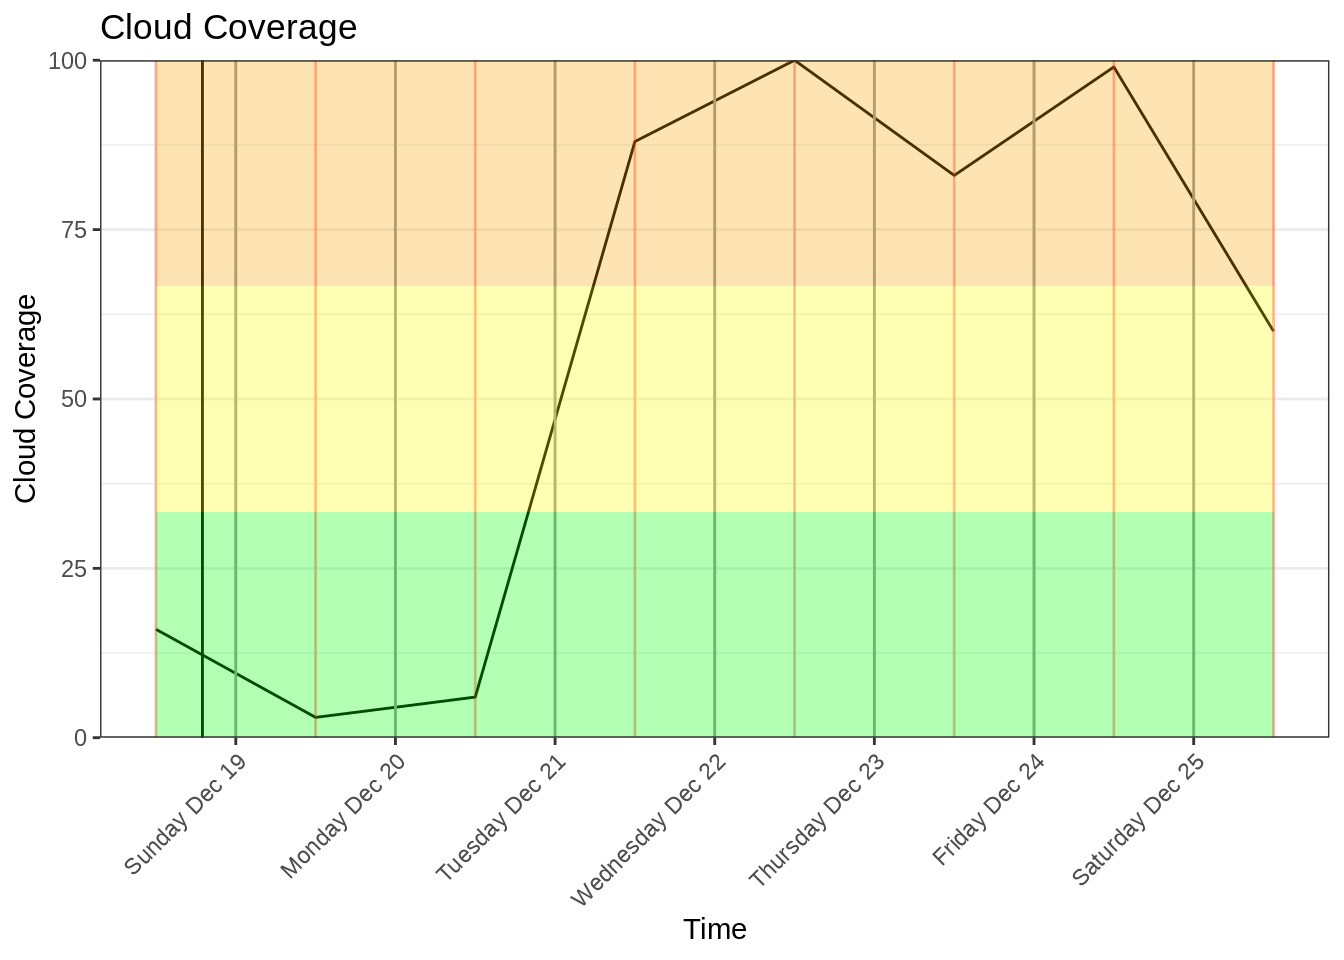 Cloud Coverage
100
75
50
25
0
Cloud Coverage
Sunday Dec 19
Monday Dec 20
Tuesday Dec 21
Wednesday Dec 22
Thursday Dec 23
Friday Dec 24
Saturday Dec 25
Time